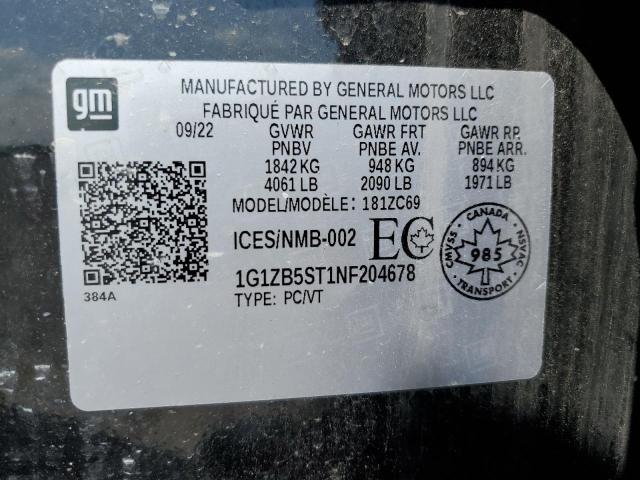 gm
MANUFACTURED BY GENERAL MOTORS LLC
FABRIQUÉ PAR GENERAL MOTORS LLC
09/22 GVWR GAWR FRT GAWR RP.
PNBV PNBE AV. PNBE ARR.
1842 KG 948 KG 894 KG
4061 LB 2090 LB 1971 LB
MODEL/MODÈLE: 181ZC69
ICES/NMB-002 EC
CANADA
CMVSS 985 NSVAC
TRANSPORT
1G1ZB5ST1NF204678
TYPE: PC/VT
384A